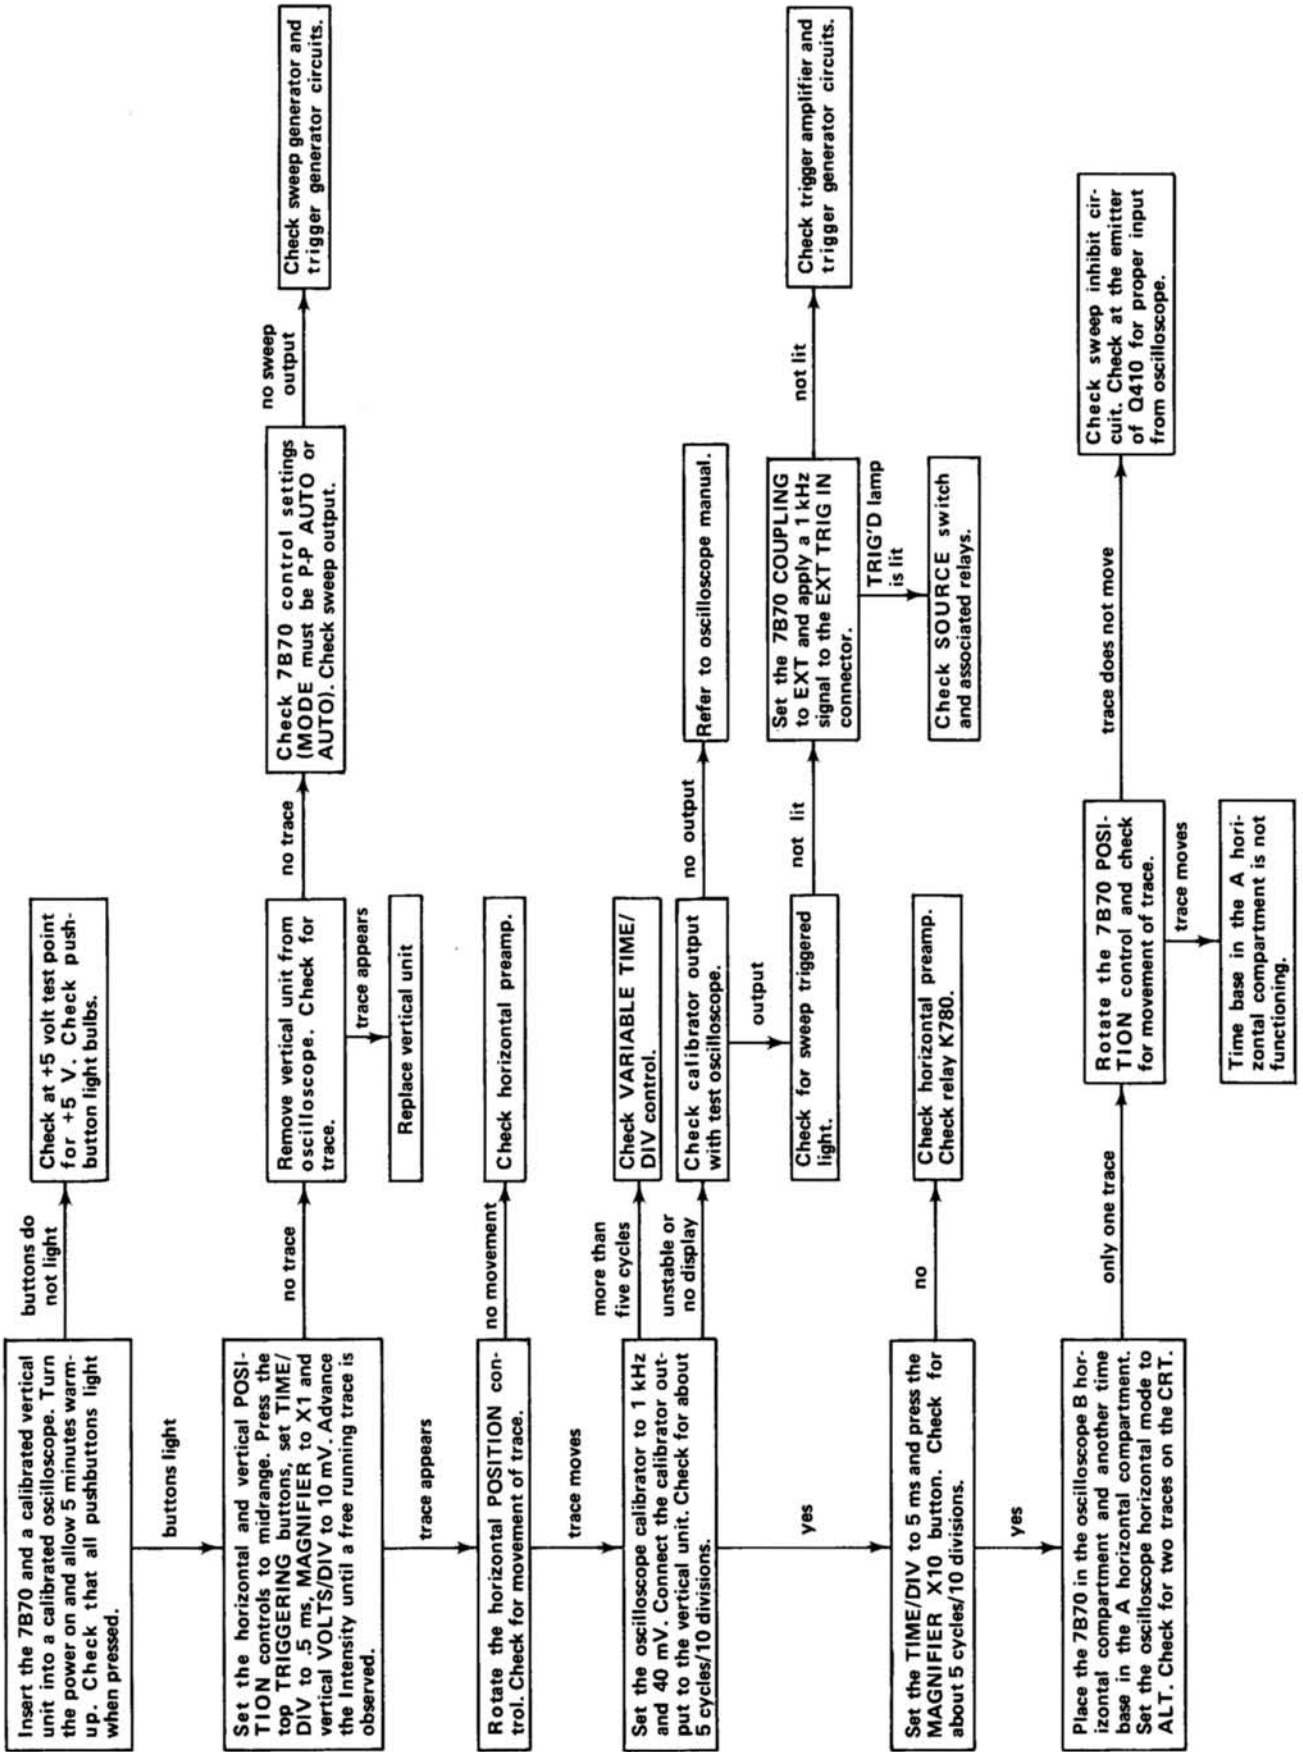 Insert the 7B70 and a calibrated vertical
unit into a calibrated oscilloscope. Turn
the power on and allow 5 minutes warm-
up. Check that all pushbuttons light
when pressed.
buttons do
not light
Check at +5 volt test point
for +5 V. Check push-
button light bulbs.
buttons light
Set the horizontal and vertical POSI-
TION controls to midrange. Press the
top TRIGGERING buttons, set TIME/
DIV to .5 ms, MAGNIFIER to X1 and
vertical VOLTS/DIV to 10 mV. Advance
the Intensity until a free running trace is
observed.
no trace
Remove vertical unit from
oscilloscope. Check for
trace.
trace appears
Replace vertical unit
no trace
Check 7B70 control settings
(MODE must be P-P AUTO or
AUTO). Check sweep output.
no sweep
output
Check sweep generator and
trigger generator circuits.
trace appears
Rotate the horizontal POSITION con-
trol. Check for movement of trace.
no movement
Check horizontal preamp.
trace moves
Set the oscilloscope calibrator to 1 kHz
and 40 mV. Connect the calibrator out-
put to the vertical unit. Check for about
5 cycles/10 divisions.
more than
five cycles
Check VARIABLE TIME/
DIV control.
unstable or
no display
Check calibrator output
with test oscilloscope.
no output
Refer to oscilloscope manual.
output
Check for sweep triggered
light.
not lit
Set the 7B70 COUPLING
to EXT and apply a 1 kHz
signal to the EXT TRIG IN
connector.
not lit
Check trigger amplifier and
trigger generator circuits.
TRIG'D lamp
is lit
Check SOURCE switch
and associated relays.
yes
Set the TIME/DIV to 5 ms and press the
MAGNIFIER X10 button. Check for
about 5 cycles/10 divisions.
no
Check horizontal preamp.
Check relay K780.
yes
Place the 7B70 in the oscilloscope B hor-
izontal compartment and another time
base in the A horizontal compartment.
Set the oscilloscope horizontal mode to
ALT. Check for two traces on the CRT.
only one trace
Rotate the 7B70 POSI-
TION control and check
for movement of trace.
trace moves
Time base in the A hori-
zontal compartment is not
functioning.
trace does not move
Check sweep inhibit cir-
cuit. Check at the emitter
of Q410 for proper input
from oscilloscope.